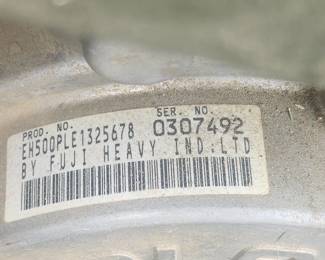 PROD. NO. SER. NO.
EH500PLE1325678 0307492
BY FUJI HEAVY IND:LTD